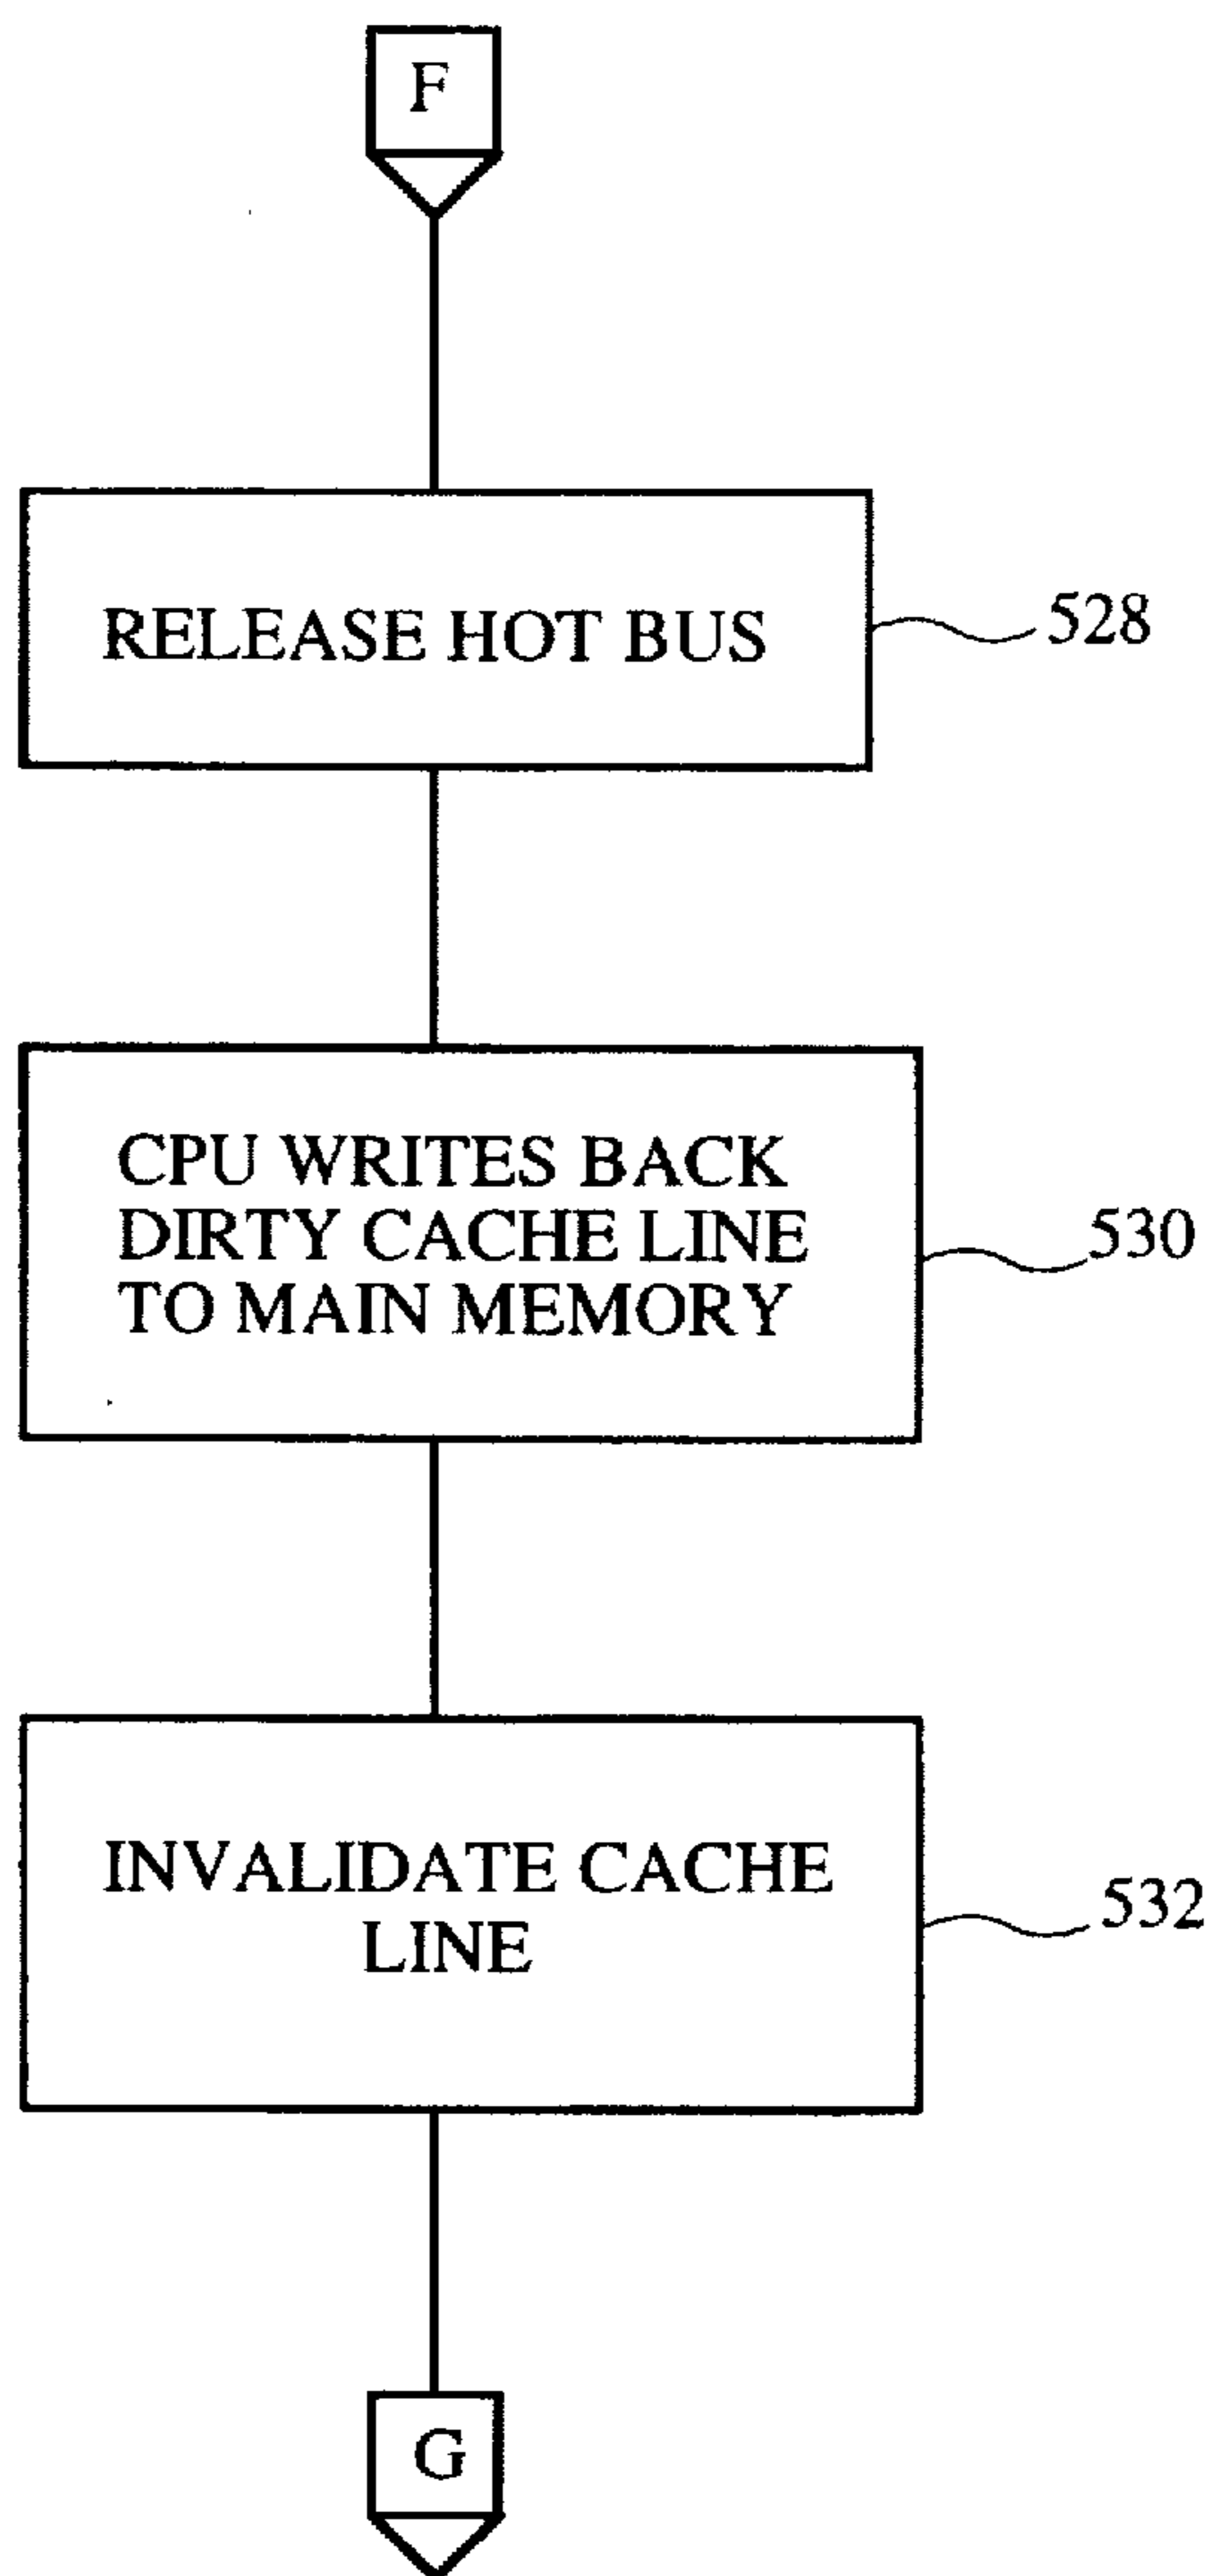 F
RELEASE HOT BUS
528
CPU WRITES BACK
DIRTY CACHE LINE
TO MAIN MEMORY
530
INVALIDATE CACHE
LINE
532
G